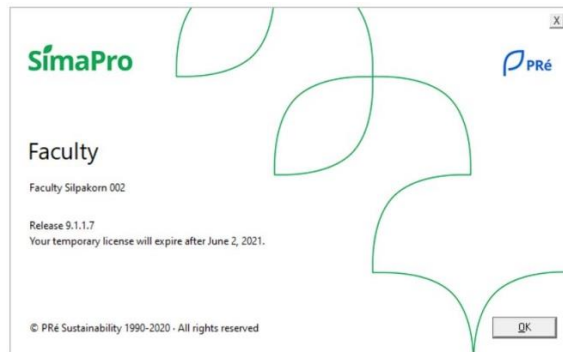 X
SimaPro
PRé
Faculty
Faculty Silpakorn 002
Release 9.1.1.7
Your temporary license will expire after June 2, 2021.
© PRé Sustainability 1990-2020 - All rights reserved
OK